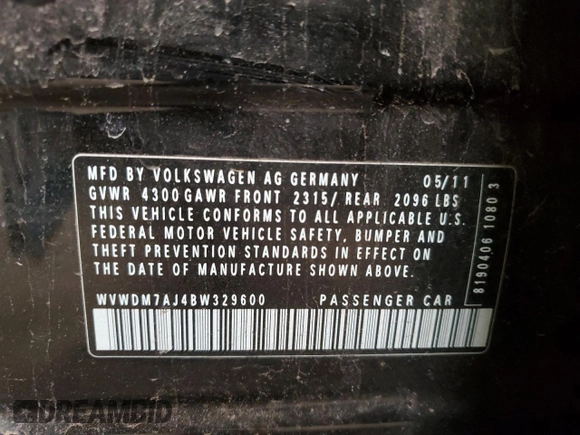 MFD BY VOLKSWAGEN AG GERMANY 05/11
GVWR 4300 GAWR FRONT 2315/ REAR 2096 LBS
THIS VEHICLE CONFORMS TO ALL APPLICABLE U.S.
FEDERAL MOTOR VEHICLE SAFETY, BUMPER AND
THEFT PREVENTION STANDARDS IN EFFECT ON
THE DATE OF MANUFACTURE SHOWN ABOVE.
WVWDM7AJ4BW329600 PASSENGER CAR
8190406 1080 3
DREAMBID